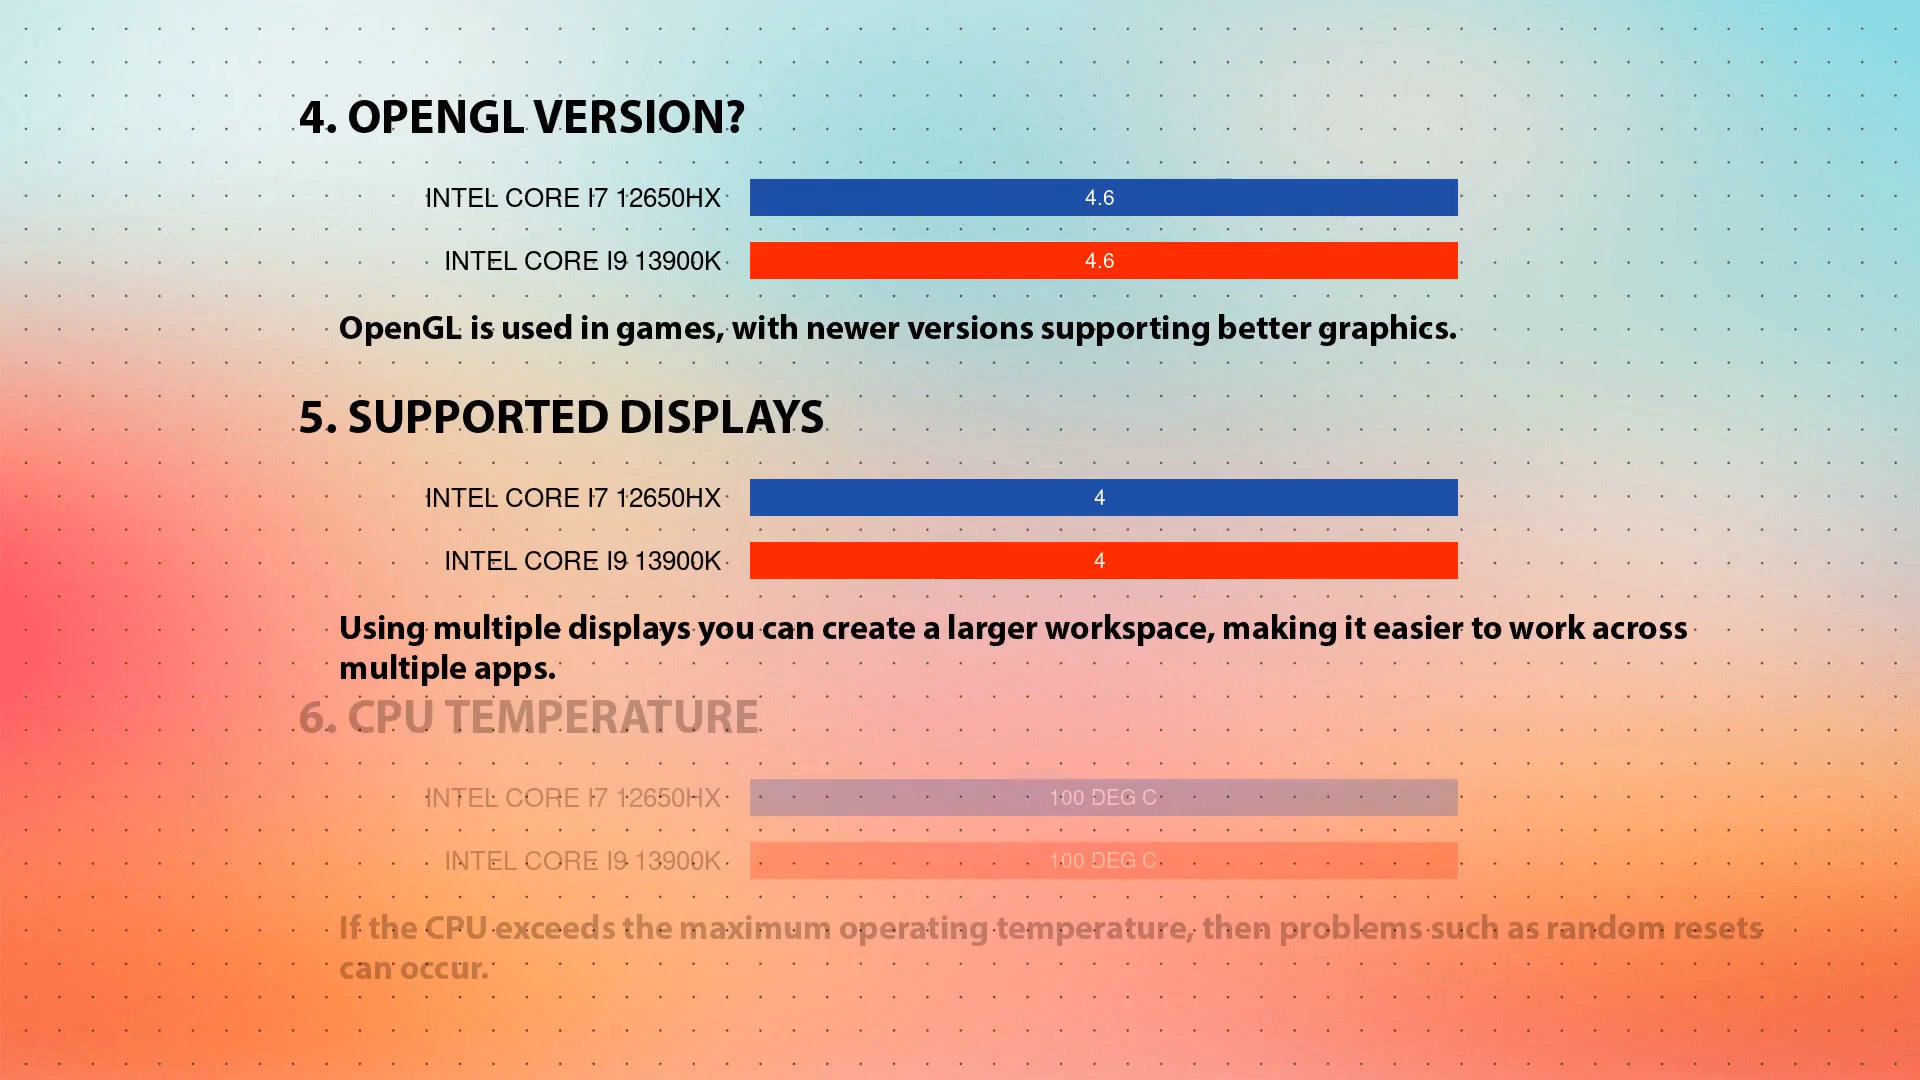 4. OPENGL VERSION?
INTEL CORE I7 12650HX
4.6
INTEL CORE I9 13900K
4.6
OpenGL is used in games, with newer versions supporting better graphics.
5. SUPPORTED DISPLAYS
INTEL CORE I7 12650HX
4
INTEL CORE I9 13900K
4
Using multiple displays you can create a larger workspace, making it easier to work across
multiple apps.
6. CPU TEMPERATURE
INTEL CORE I7 12650HX
100 DEG C
INTEL CORE I9 13900K
100 DEG C
If the CPU exceeds the maximum operating temperature, then problems such as random resets
can occur.